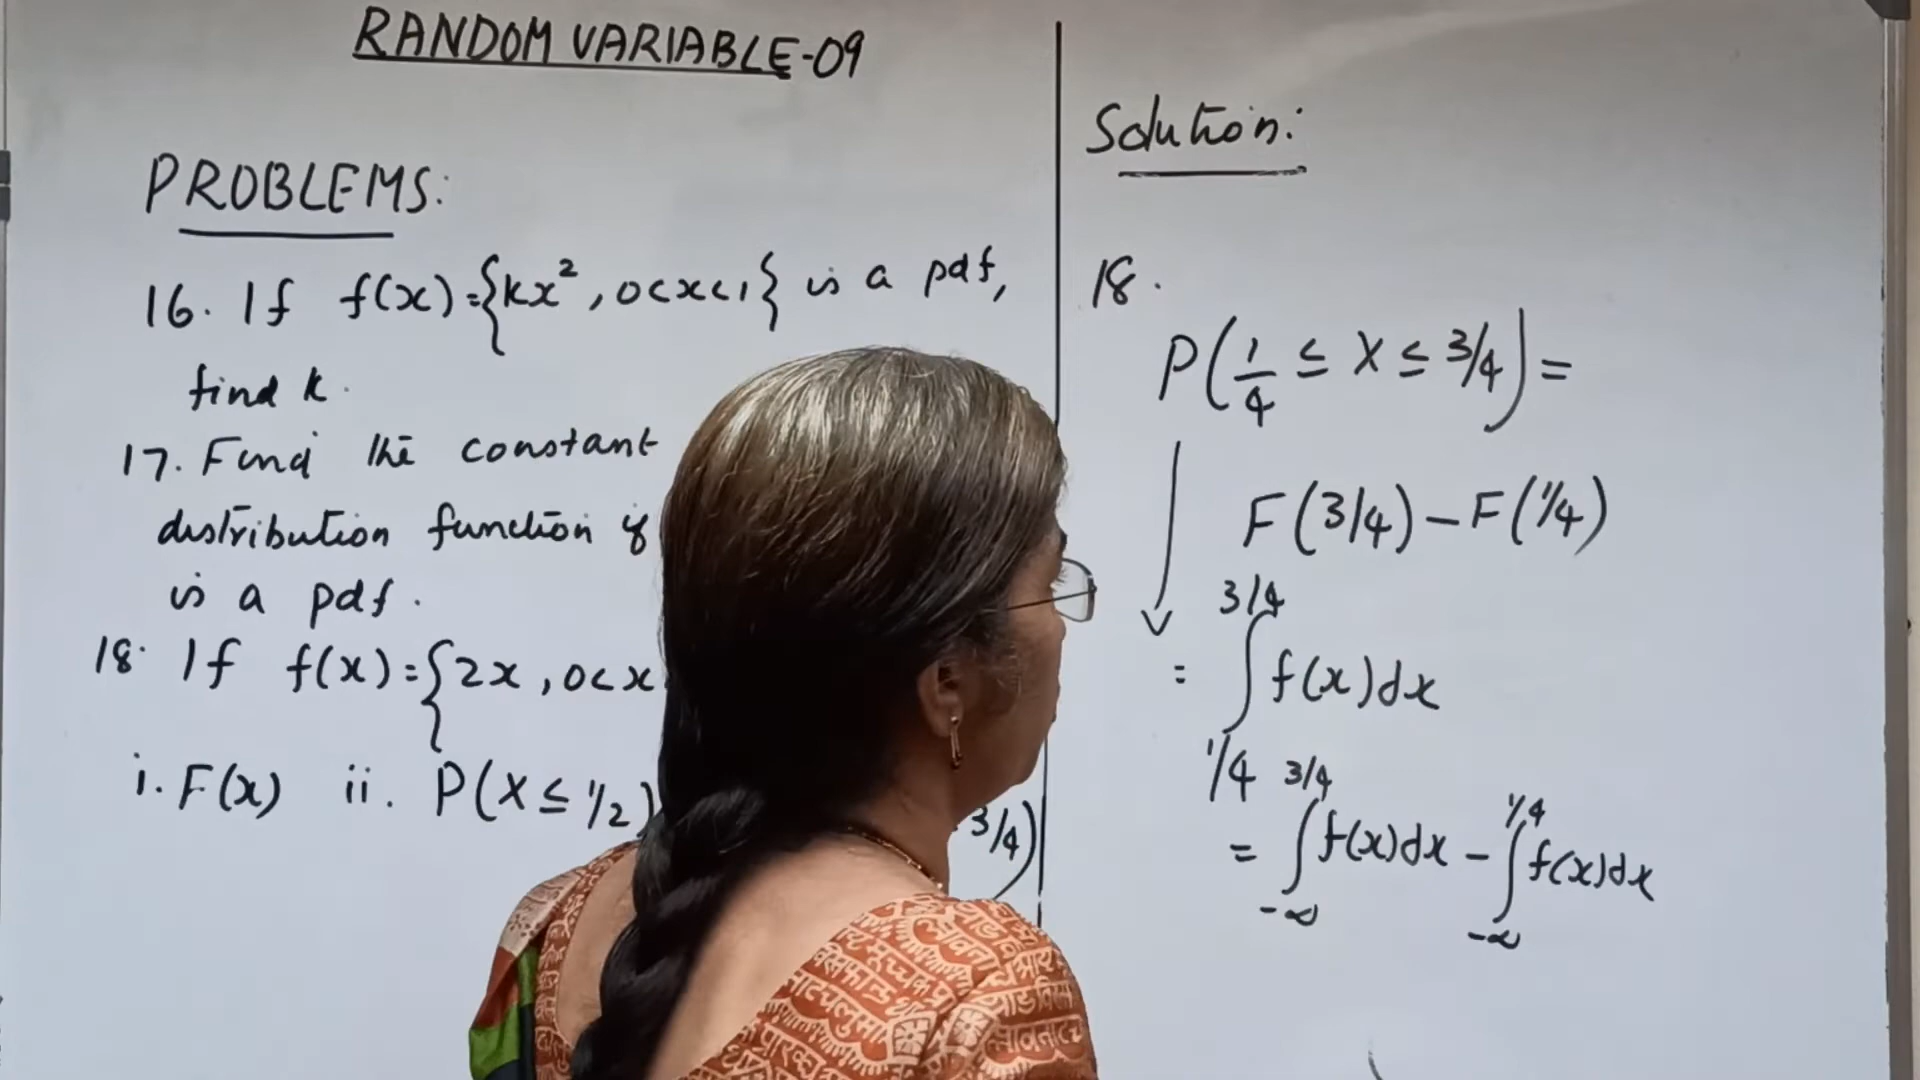 RANDOM VARIABLE-09
PROBLEMS:
16. If f(x)={kx², 0<x<1} is a pdf,
find k.
17. Find the constant
distribution function if
is a pdf.
18. If f(x)={2x, 0<x
i. F(x) ii. P(X≤1/2) 3/4)
Solution:
18.
P(1/4 ≤ X ≤ 3/4) =
F(3/4) - F(1/4)
= ∫_{1/4}^{3/4} f(x)dx
= ∫_{-∞}^{3/4} f(x)dx - ∫_{-∞}^{1/4} f(x)dx